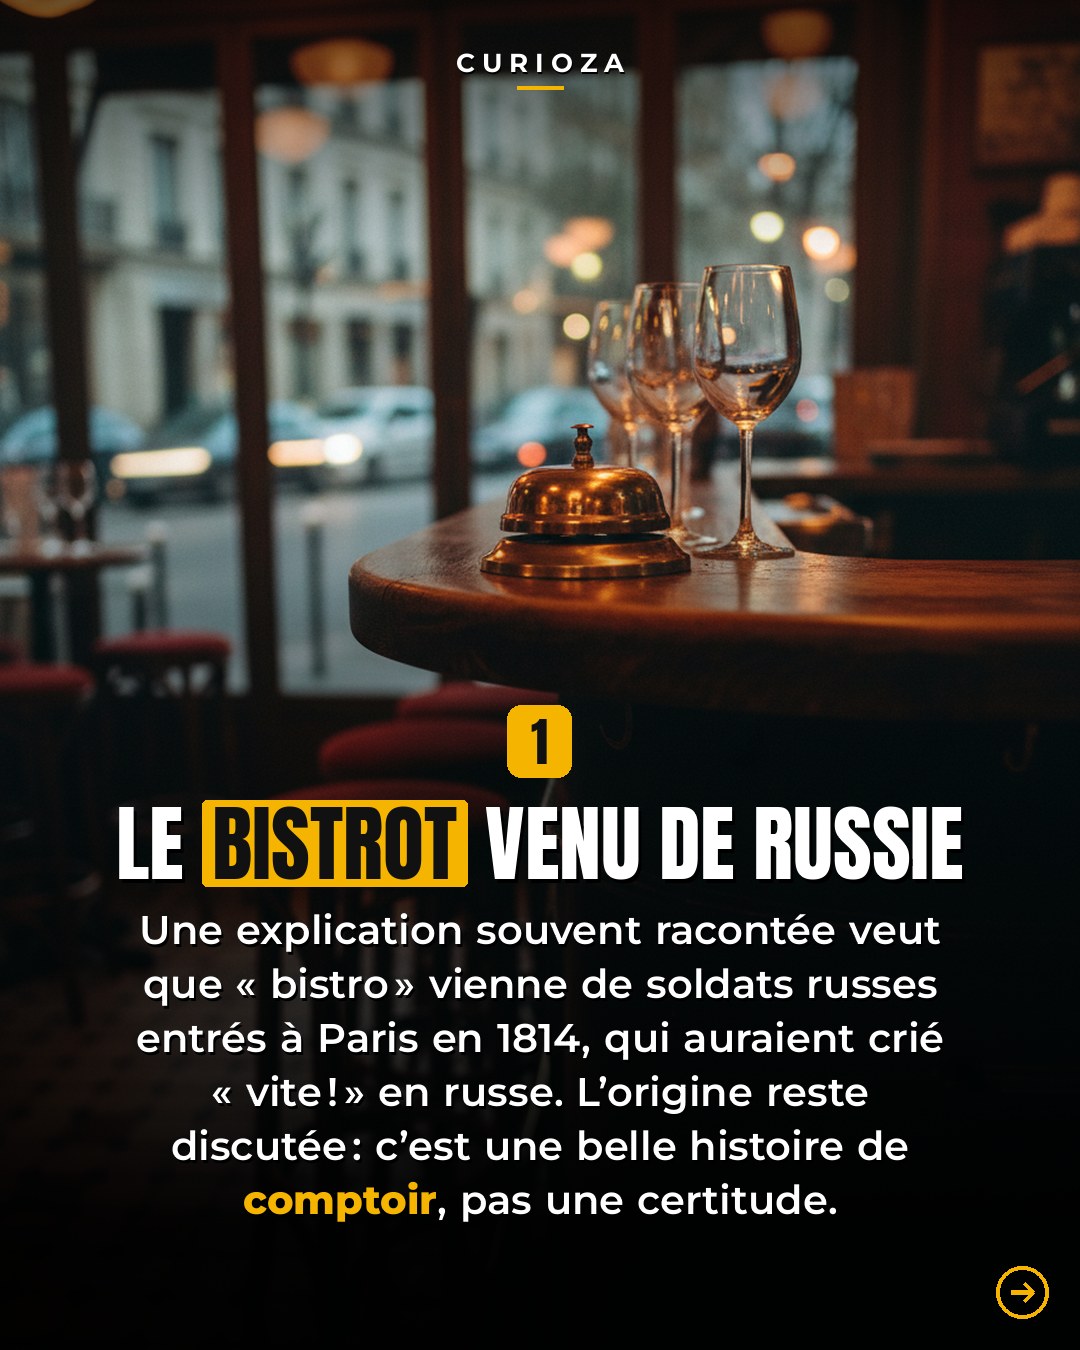 CURIOZA
1
LE BISTROT VENU DE RUSSIE
Une explication souvent racontée veut
que « bistro » vienne de soldats russes
entrés à Paris en 1814, qui auraient crié
« vite ! » en russe. L’origine reste
discutée : c’est une belle histoire de
comptoir, pas une certitude.